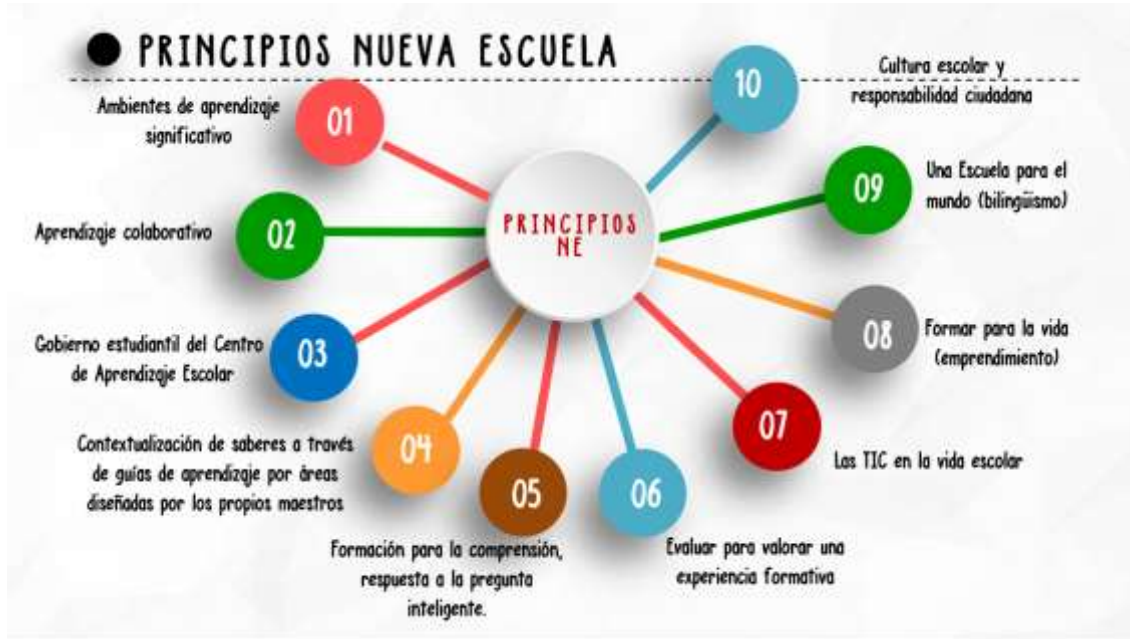 PRINCIPIOS NUEVA ESCUELA
PRINCIPIOS
NE
01
Ambientes de aprendizaje
significativo
02
Aprendizaje colaborativo
03
Gobierno estudiantil del Centro
de Aprendizaje Escolar
04
Contextualización de saberes a través
de guías de aprendizaje por áreas
diseñadas por los propios maestros
05
Formación para la comprensión,
respuesta a la pregunta
inteligente.
06
Evaluar para valorar una
experiencia formativa
07
Las TIC en la vida escolar
08
Formar para la vida
(emprendimiento)
09
Una Escuela para el
mundo (bilingüismo)
10
Cultura escolar y
responsabilidad ciudadana